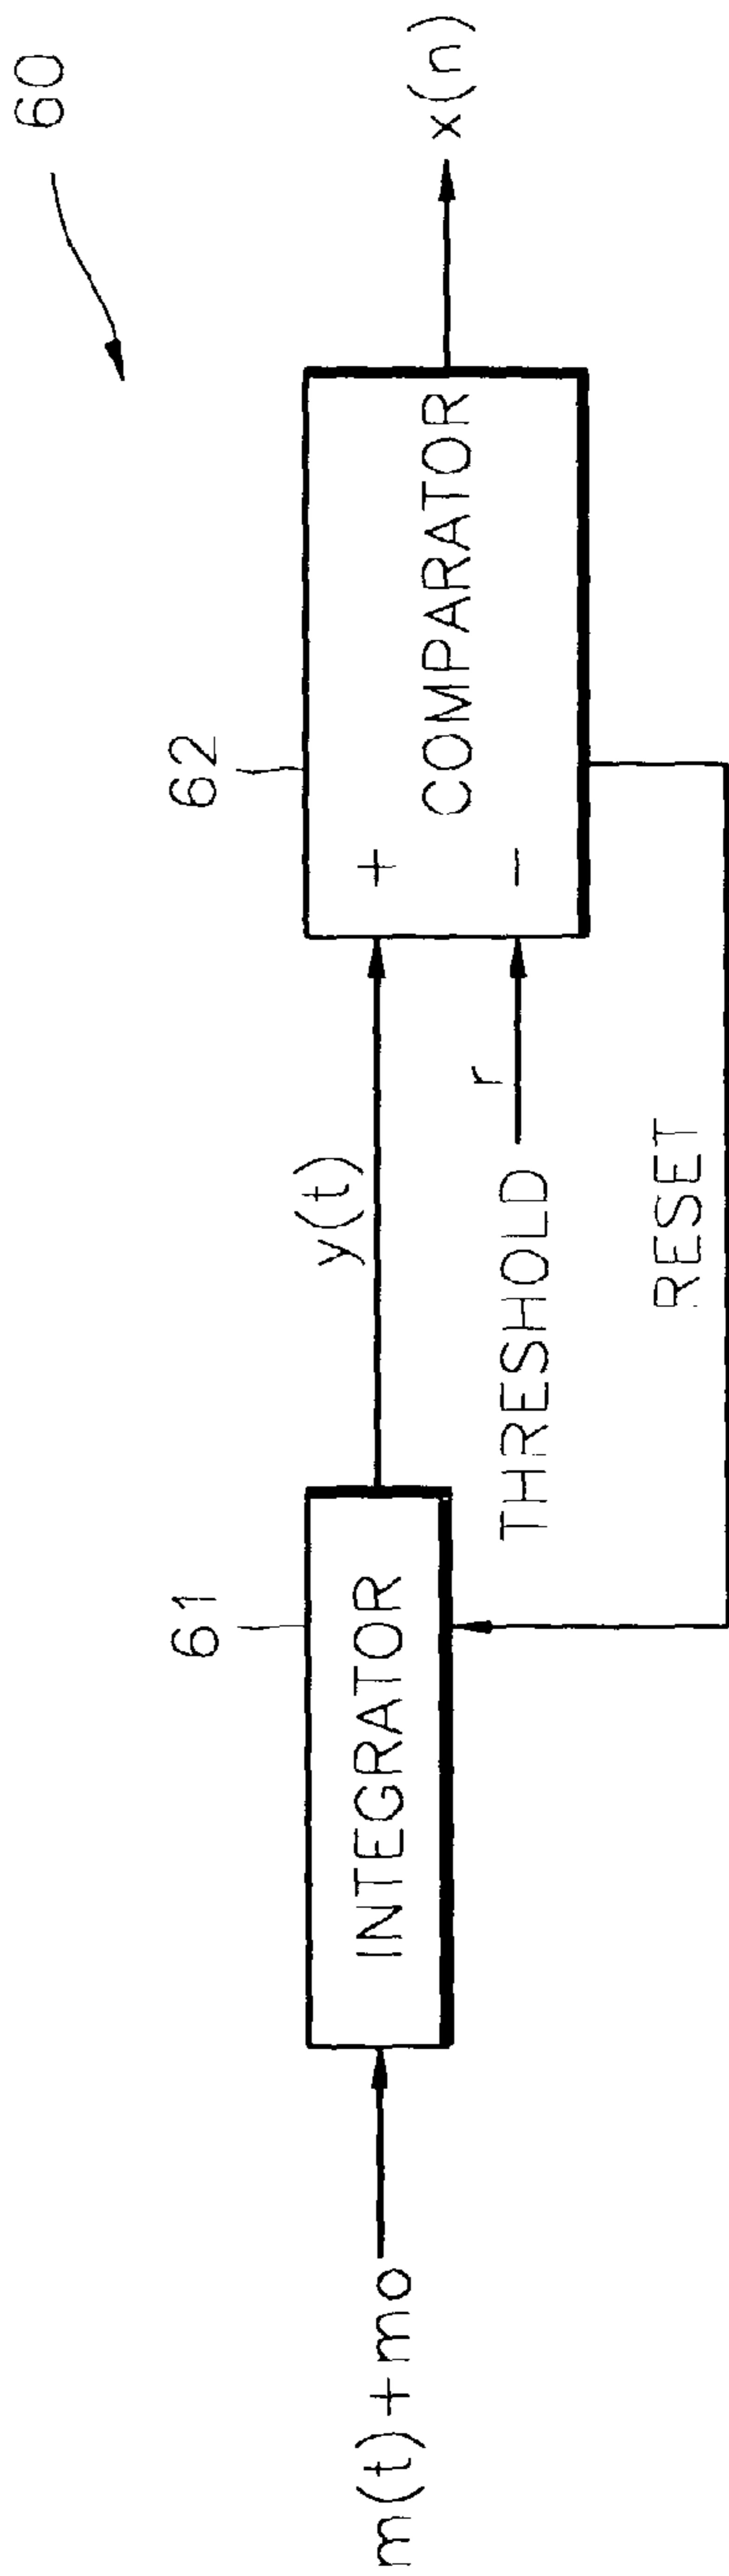 60
m(t)+mo
61
INTEGRATOR
y(t)
62
+
-
COMPARATOR
x(n)
THRESHOLD
r
RESET